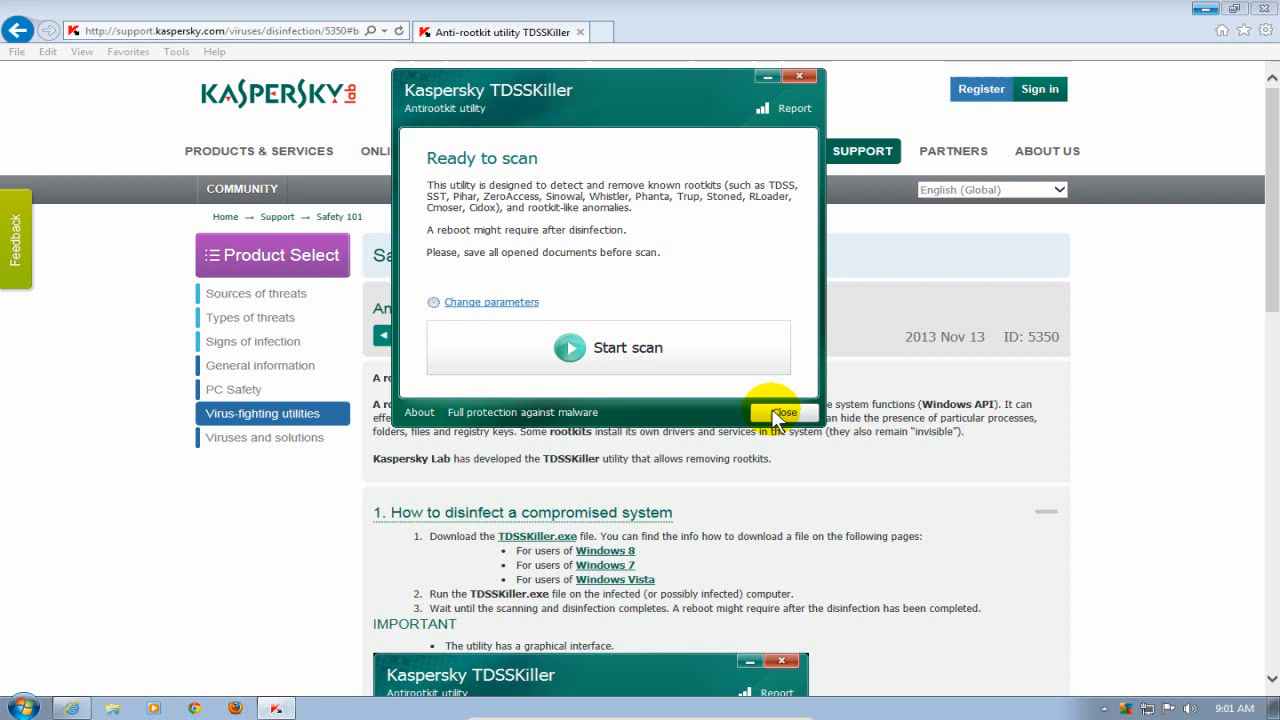 http://support.kaspersky.com/viruses/disinfection/5350#b
Anti-rootkit utility TDSSKiller
File Edit View Favorites Tools Help
KASPERSKY lab
Register Sign in
PRODUCTS & SERVICES ONLI SUPPORT PARTNERS ABOUT US
COMMUNITY
English (Global)
Feedback
Home → Support → Safety 101
Product Select
Sources of threats
Types of threats
Signs of infection
General information
PC Safety
Virus-fighting utilities
Viruses and solutions
Kaspersky TDSSKiller
Antirootkit utility
Report
Ready to scan
This utility is designed to detect and remove known rootkits (such as TDSS,
SST, Pihar, ZeroAccess, Sinowal, Whistler, Phanta, Trup, Stoned, RLoader,
Cmoser, Cidox), and rootkit-like anomalies.
A reboot might require after disinfection.
Please, save all opened documents before scan.
Change parameters
Start scan
About Full protection against malware Close
Sa
An
2013 Nov 13 ID: 5350
A ro
A ro e system functions (Windows API). It can
effe an hide the presence of particular processes,
folders, files and registry keys. Some rootkits install its own drivers and services in the system (they also remain “invisible”).
Kaspersky Lab has developed the TDSSKiller utility that allows removing rootkits.
1. How to disinfect a compromised system
1. Download the TDSSKiller.exe file. You can find the info how to download a file on the following pages:
• For users of Windows 8
• For users of Windows 7
• For users of Windows Vista
2. Run the TDSSKiller.exe file on the infected (or possibly infected) computer.
3. Wait until the scanning and disinfection completes. A reboot might require after the disinfection has been completed.
IMPORTANT
• The utility has a graphical interface.
Kaspersky TDSSKiller
Antirootkit utility
Report
9:01 AM